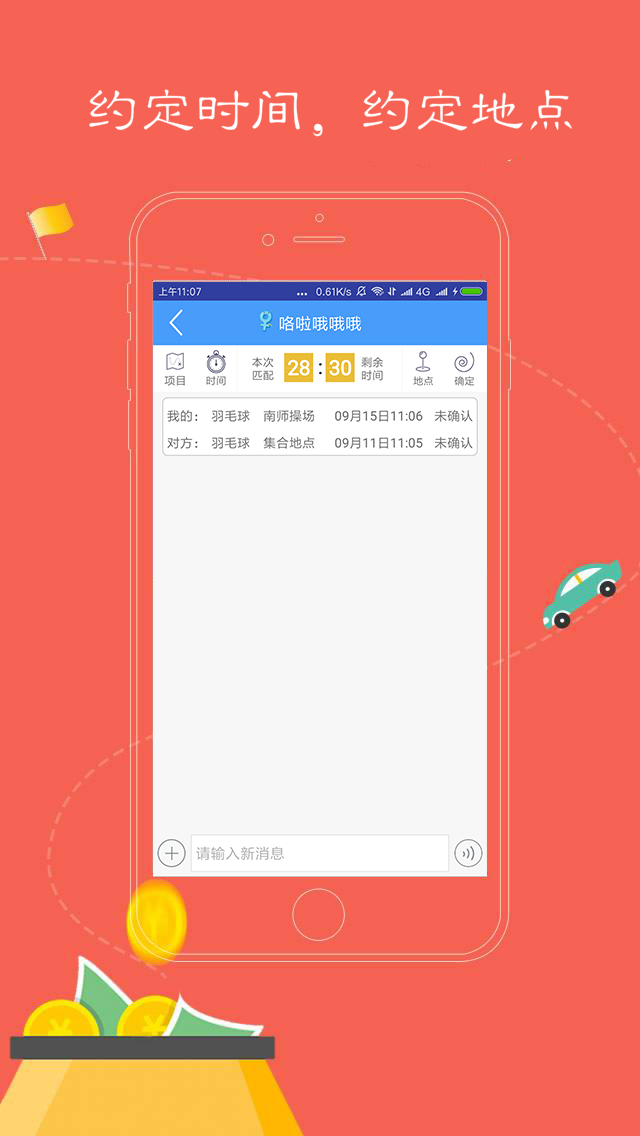 约定时间，约定地点
上午11:07 ... 0.61K/s 4G
咯啦哦哦哦
项目 时间 本次匹配 28:30 剩余时间 地点 确定
我的： 羽毛球 南师操场 09月15日11:06 未确认
对方： 羽毛球 集合地点 09月11日11:05 未确认
请输入新消息